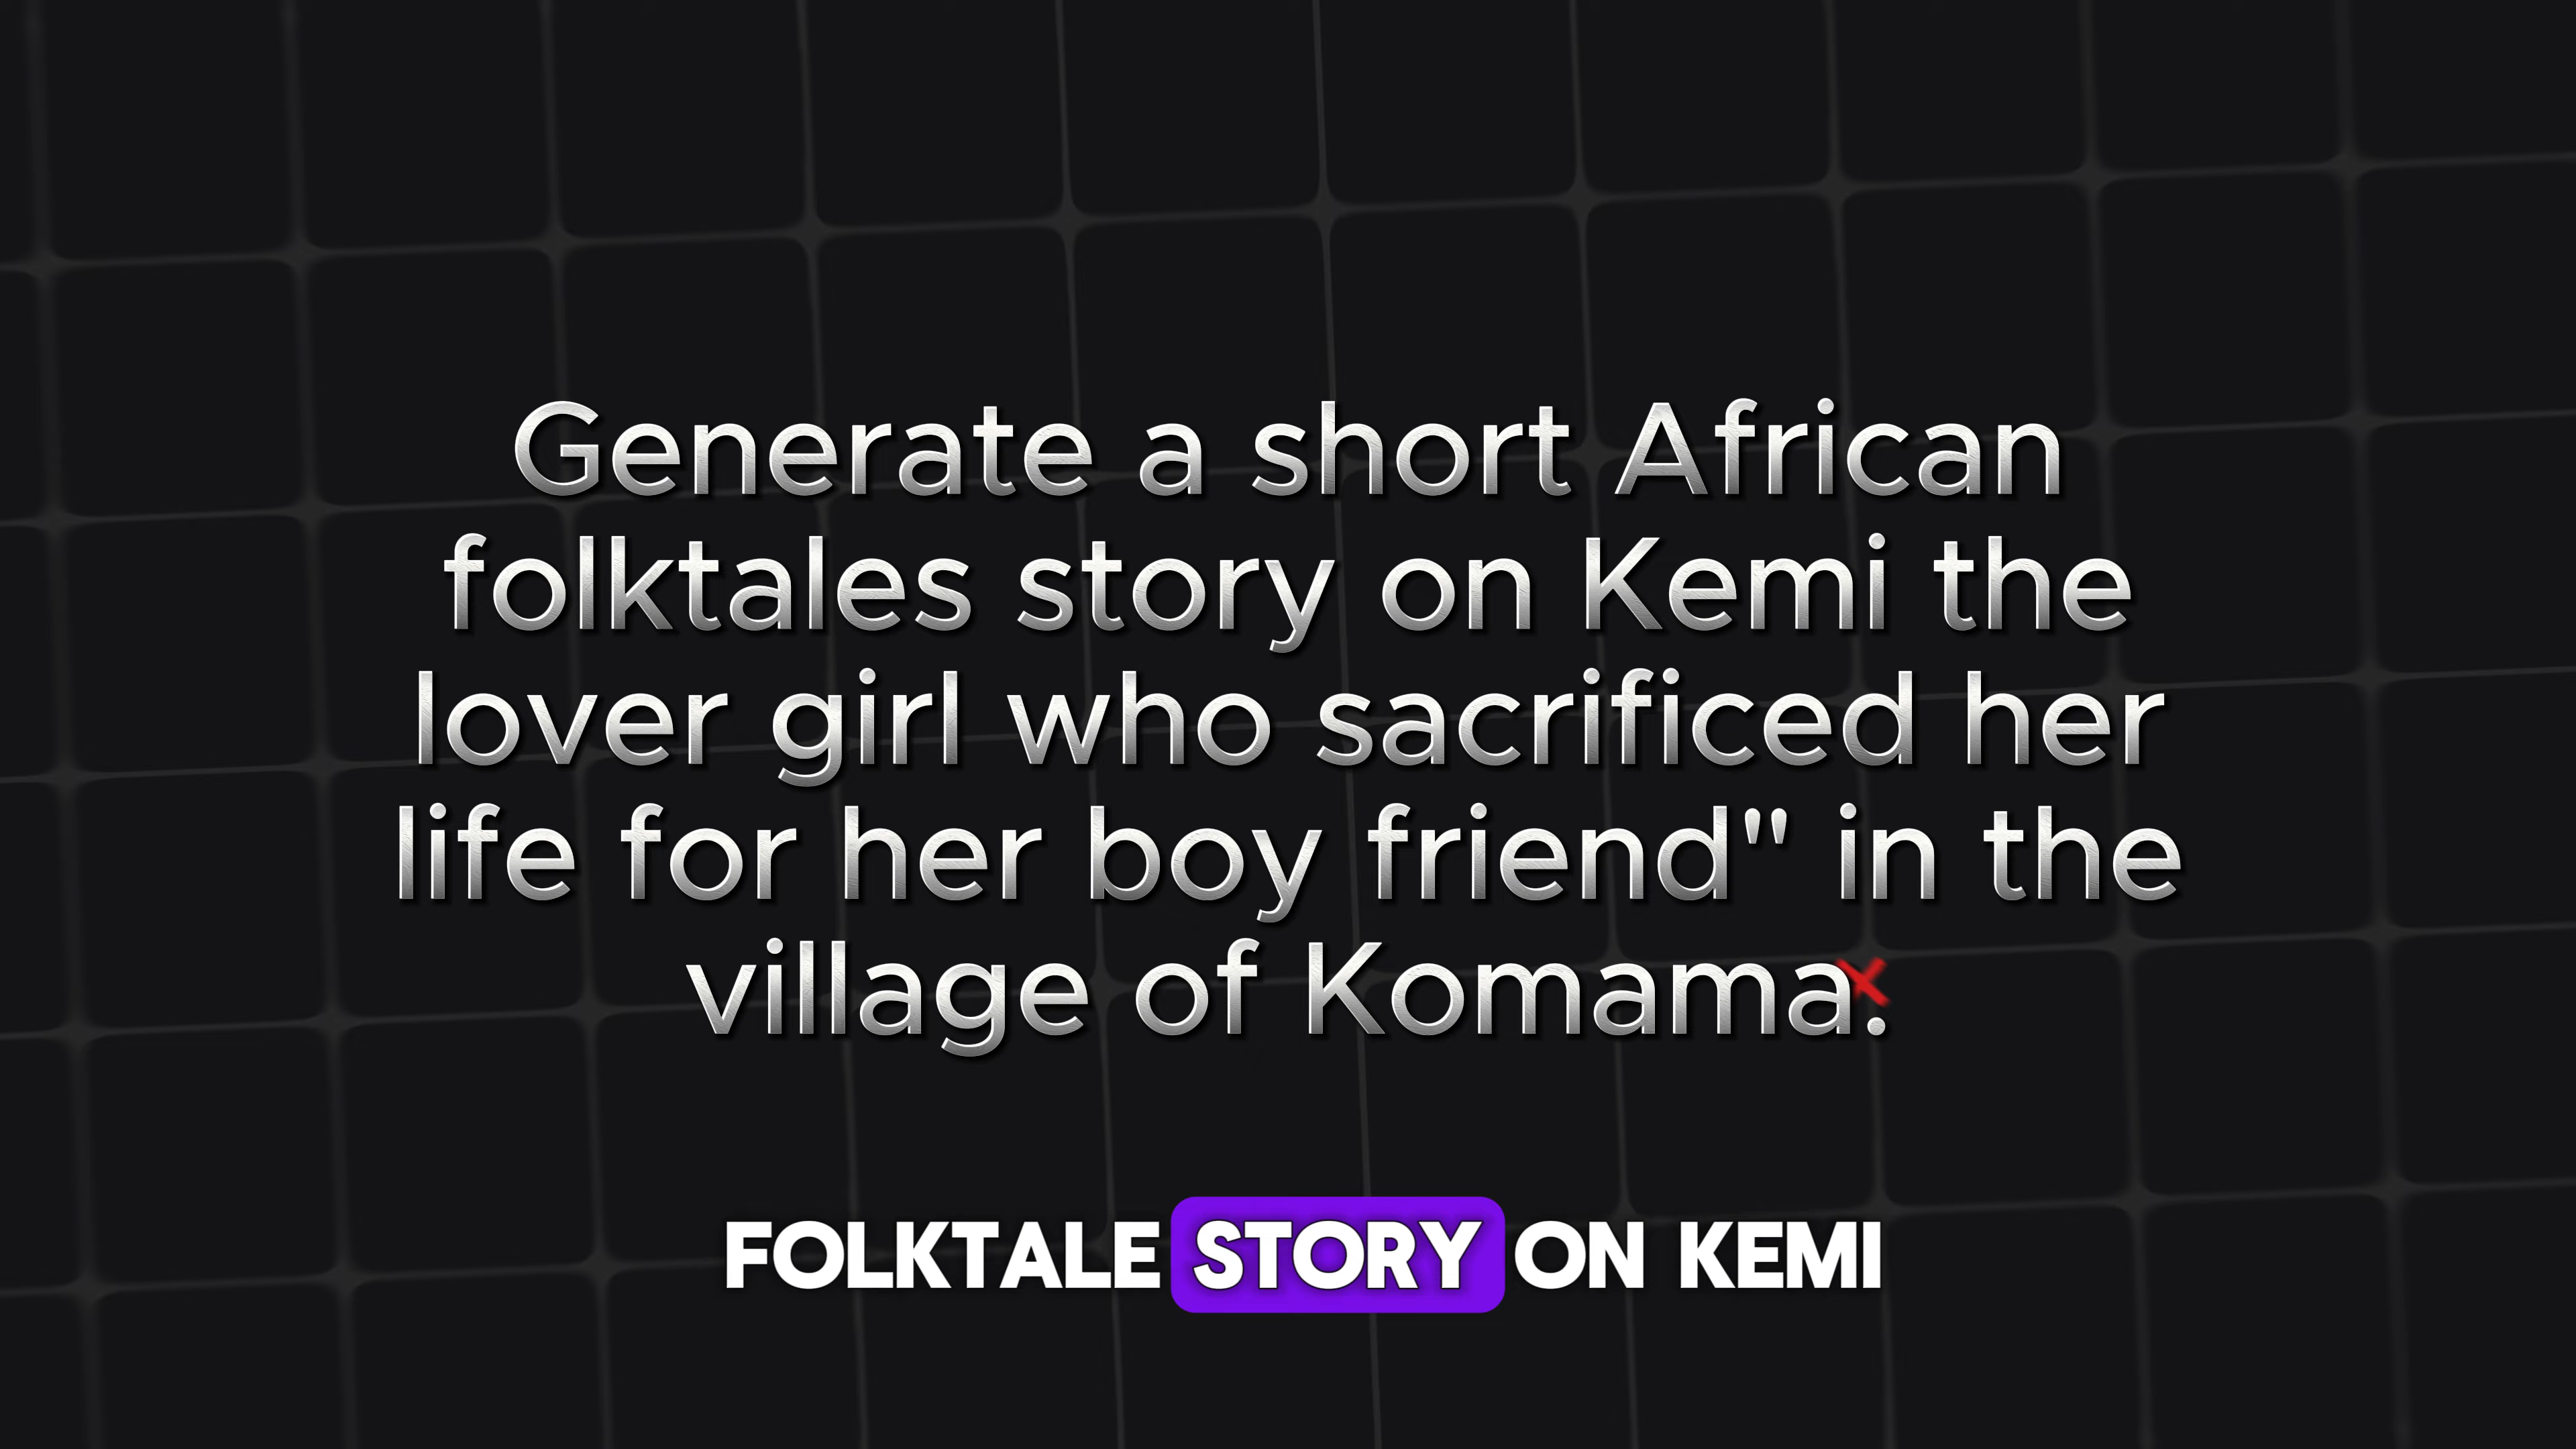 Generate a short African
folktales story on Kemi the
lover girl who sacrificed her
life for her boy friend" in the
village of Komama.
FOLKTALE STORY ON KEMI